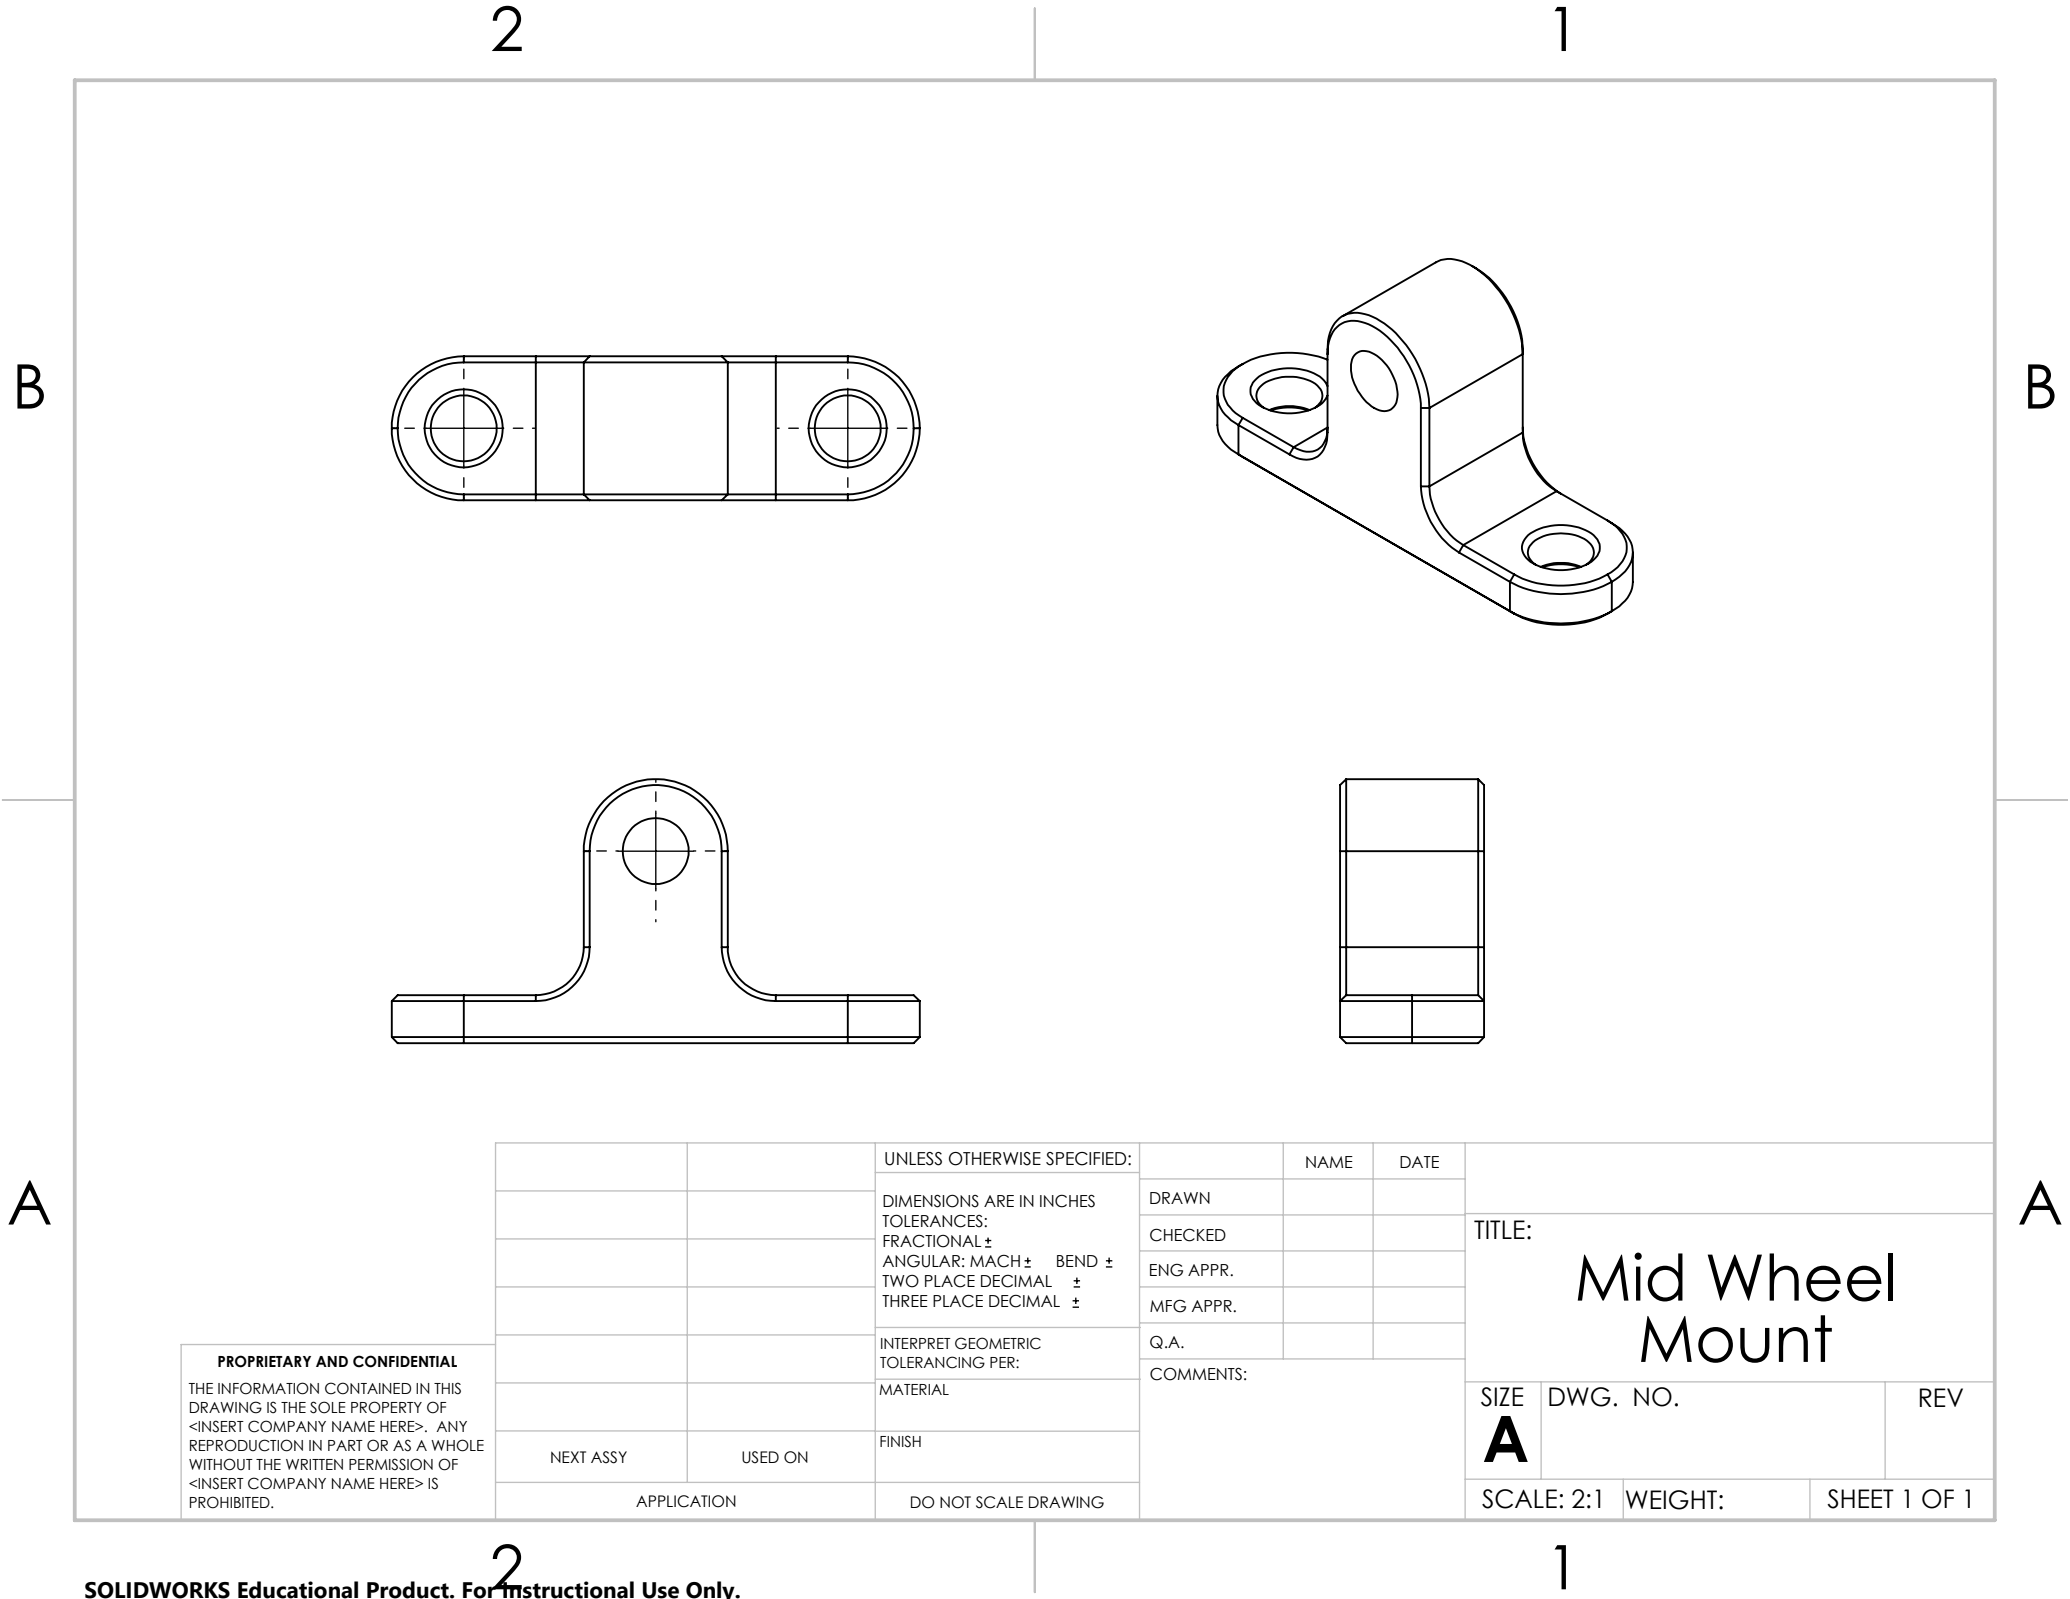 2
1
B
B
A
A
UNLESS OTHERWISE SPECIFIED:
DIMENSIONS ARE IN INCHES
TOLERANCES:
FRACTIONAL ±
ANGULAR: MACH ± BEND ±
TWO PLACE DECIMAL ±
THREE PLACE DECIMAL ±
INTERPRET GEOMETRIC
TOLERANCING PER:
MATERIAL
FINISH
DO NOT SCALE DRAWING
NAME
DATE
DRAWN
CHECKED
ENG APPR.
MFG APPR.
Q.A.
COMMENTS:
TITLE:
Mid Wheel
Mount
SIZE
A
DWG. NO.
REV
SCALE: 2:1
WEIGHT:
SHEET 1 OF 1
PROPRIETARY AND CONFIDENTIAL
THE INFORMATION CONTAINED IN THIS
DRAWING IS THE SOLE PROPERTY OF
<INSERT COMPANY NAME HERE>. ANY
REPRODUCTION IN PART OR AS A WHOLE
WITHOUT THE WRITTEN PERMISSION OF
<INSERT COMPANY NAME HERE> IS
PROHIBITED.
NEXT ASSY
USED ON
APPLICATION
2
1
SOLIDWORKS Educational Product. For Instructional Use Only.